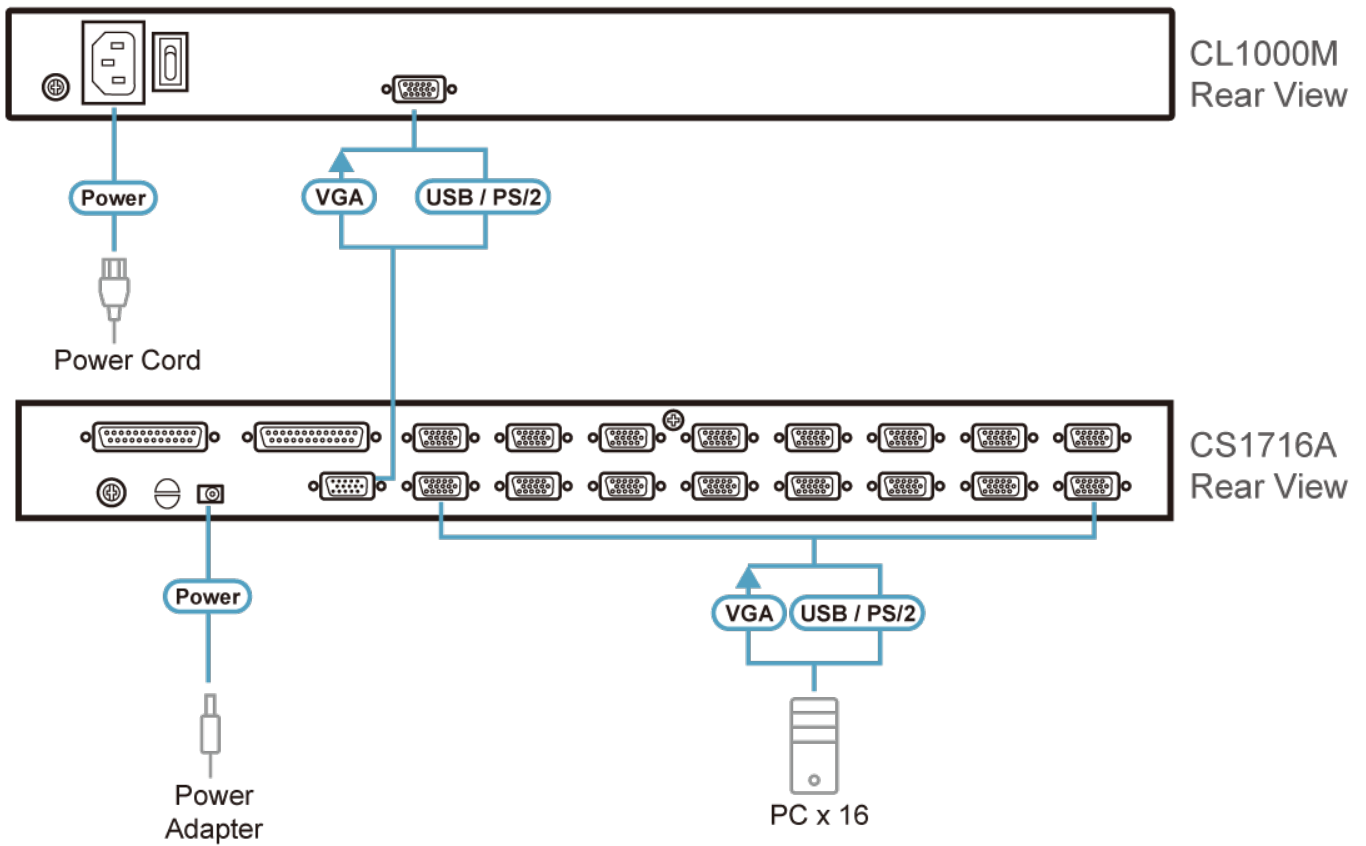 CL1000M
Rear View
Power
VGA
USB / PS/2
Power Cord
CS1716A
Rear View
Power
VGA
USB / PS/2
Power
Adapter
PC x 16